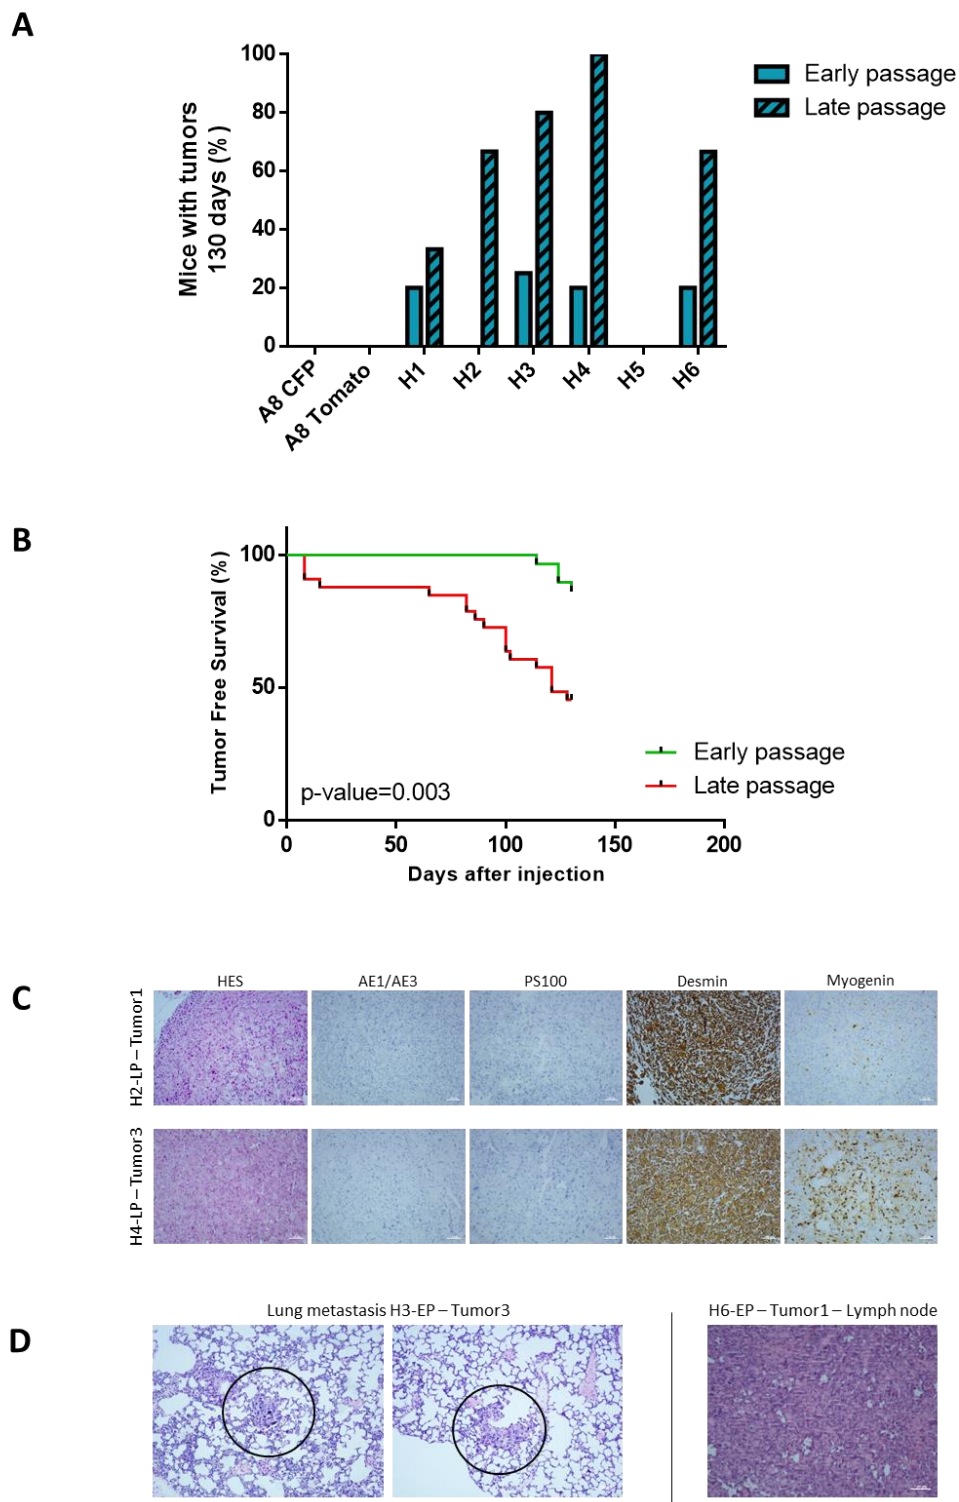 A
Mice with tumors
130 days (%)
100
80
60
40
20
0
A8 CFP
A8 Tomato
H1
H2
H3
H4
H5
H6
Early passage
Late passage
B
Tumor Free Survival (%)
100
50
0
p-value=0.003
Early passage
Late passage
0 50 100 150 200
Days after injection
C
HES AE1/AE3 PS100 Desmin Myogenin
H2-LP – Tumor1
H4-LP – Tumor3
D
Lung metastasis H3-EP – Tumor3
H6-EP – Tumor1 – Lymph node